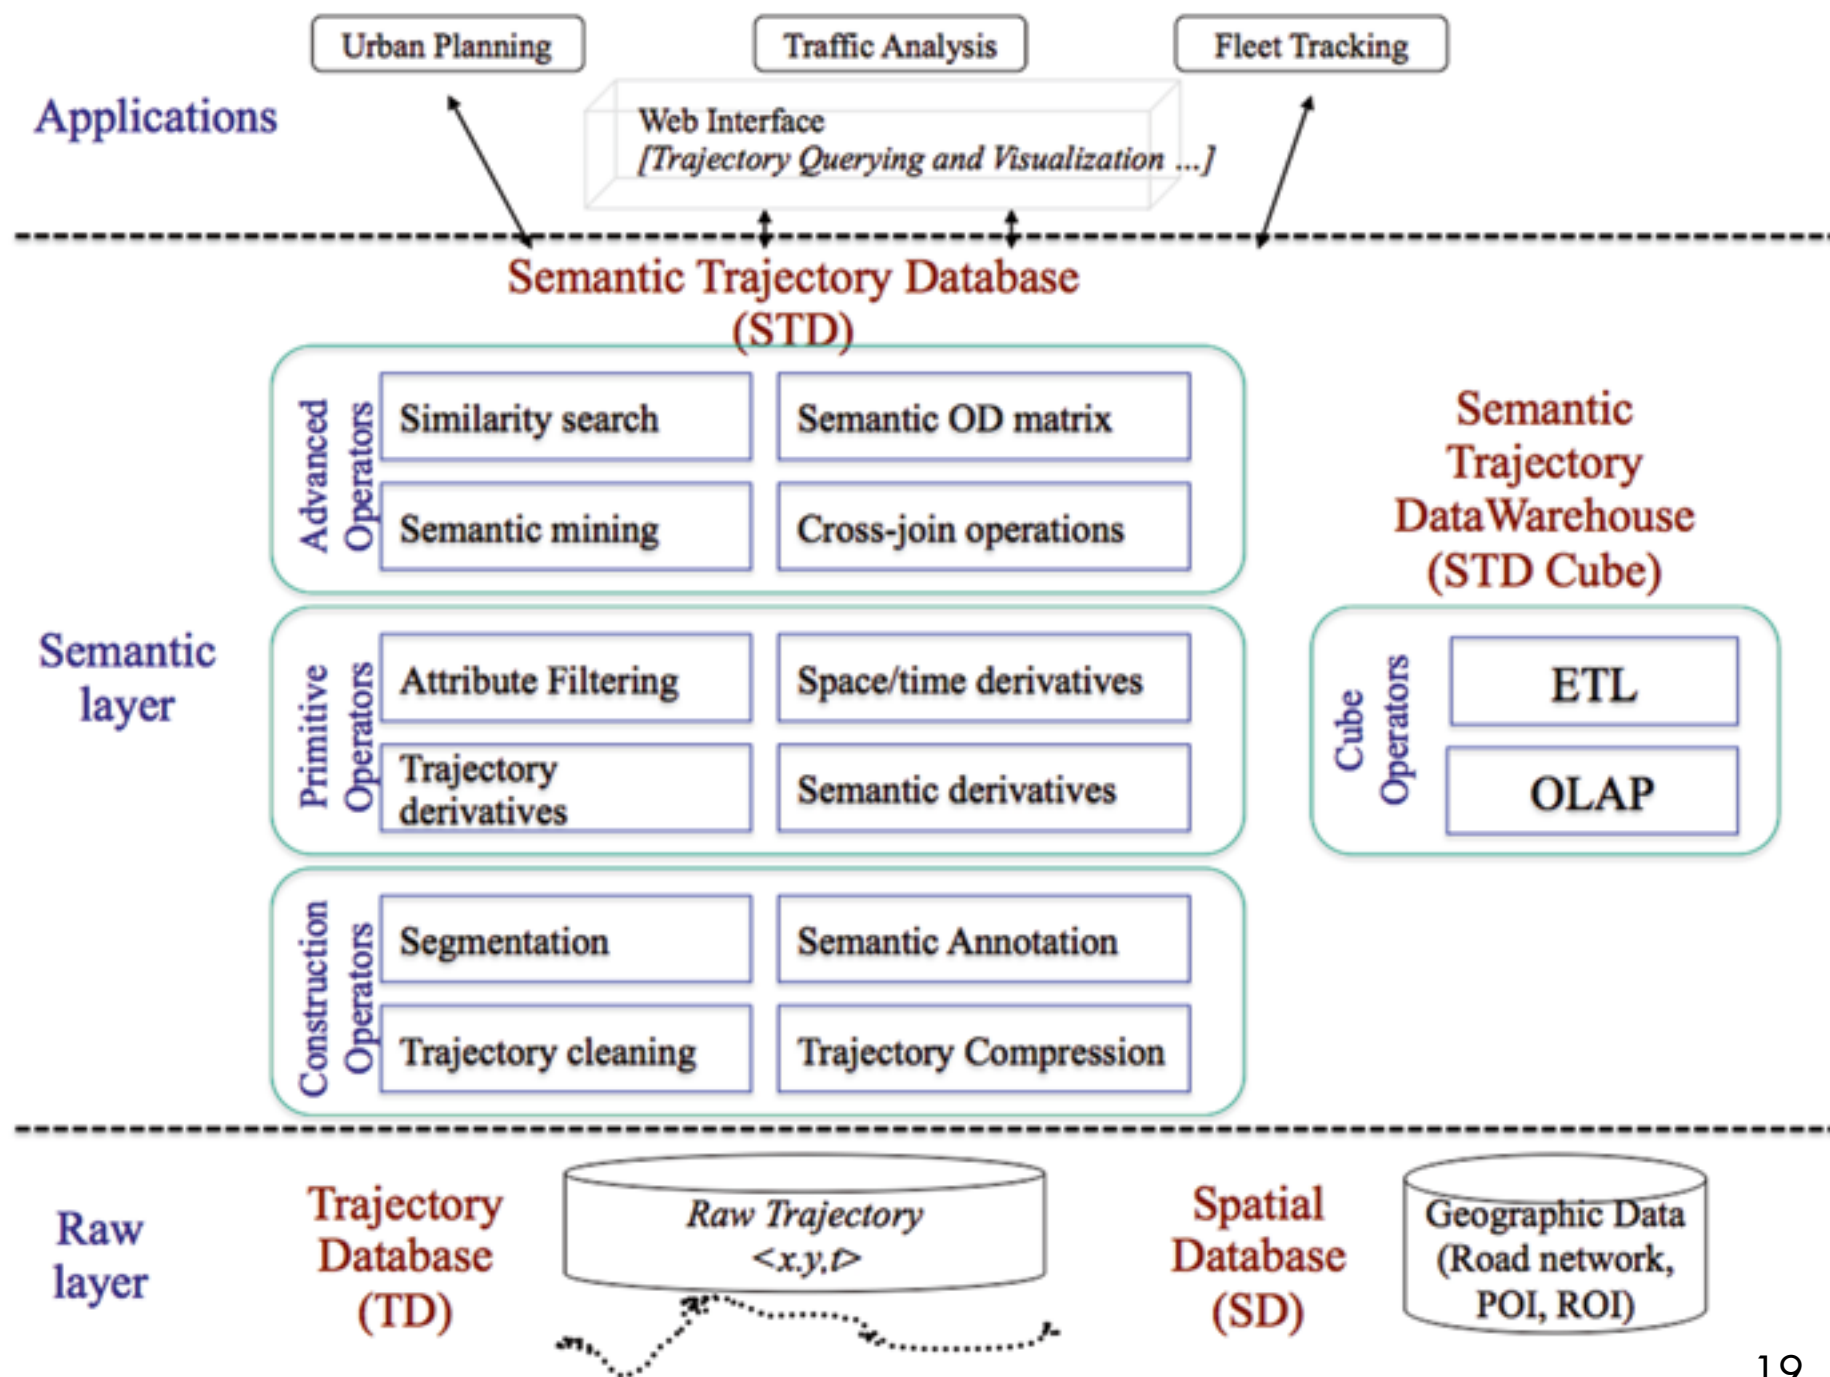 Urban Planning
Traffic Analysis
Fleet Tracking
Applications
Web Interface
[Trajectory Querying and Visualization ...]
Semantic Trajectory Database
(STD)
Advanced
Operators
Similarity search
Semantic OD matrix
Semantic mining
Cross-join operations
Semantic
Trajectory
DataWarehouse
(STD Cube)
Semantic
layer
Primitive
Operators
Attribute Filtering
Space/time derivatives
Trajectory
derivatives
Semantic derivatives
Cube
Operators
ETL
OLAP
Construction
Operators
Segmentation
Semantic Annotation
Trajectory cleaning
Trajectory Compression
Raw
layer
Trajectory
Database
(TD)
Raw Trajectory
<x.y,t>
Spatial
Database
(SD)
Geographic Data
(Road network,
POI, ROI)
19